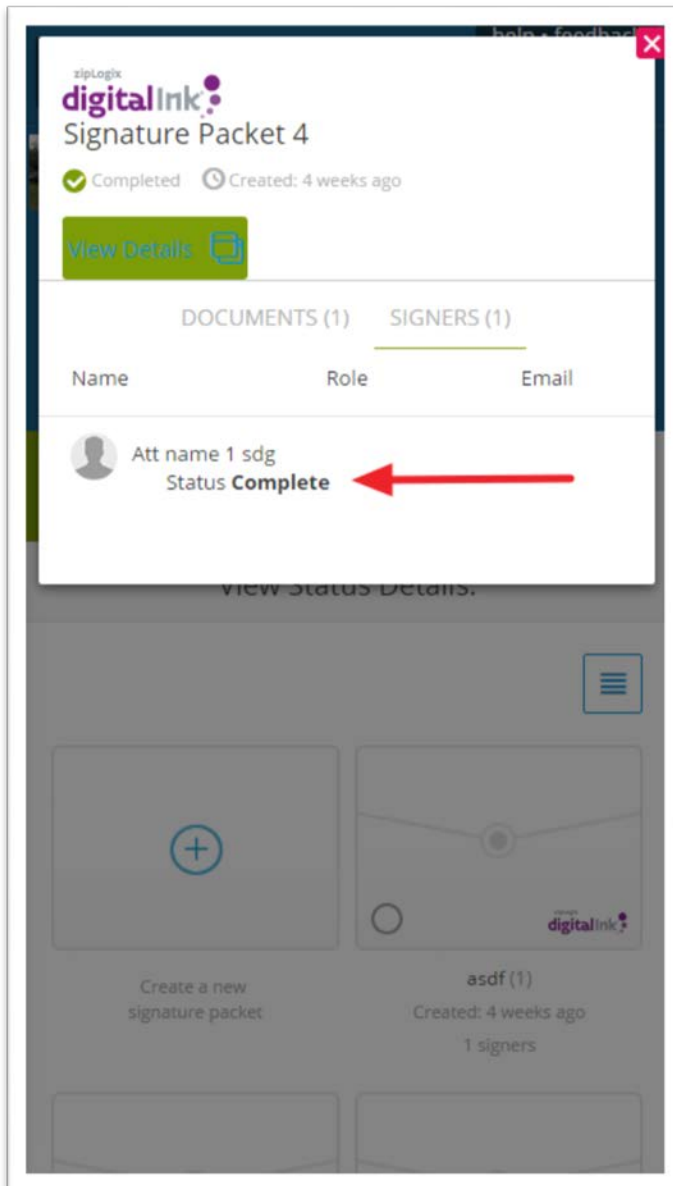 help • feedback
zipLogix
digitalInk
Signature Packet 4
Completed Created: 4 weeks ago
View Details
DOCUMENTS (1) SIGNERS (1)
Name Role Email
Att name 1 sdg
Status Complete
View Status Details.
digitalInk
Create a new
signature packet
asdf (1)
Created: 4 weeks ago
1 signers